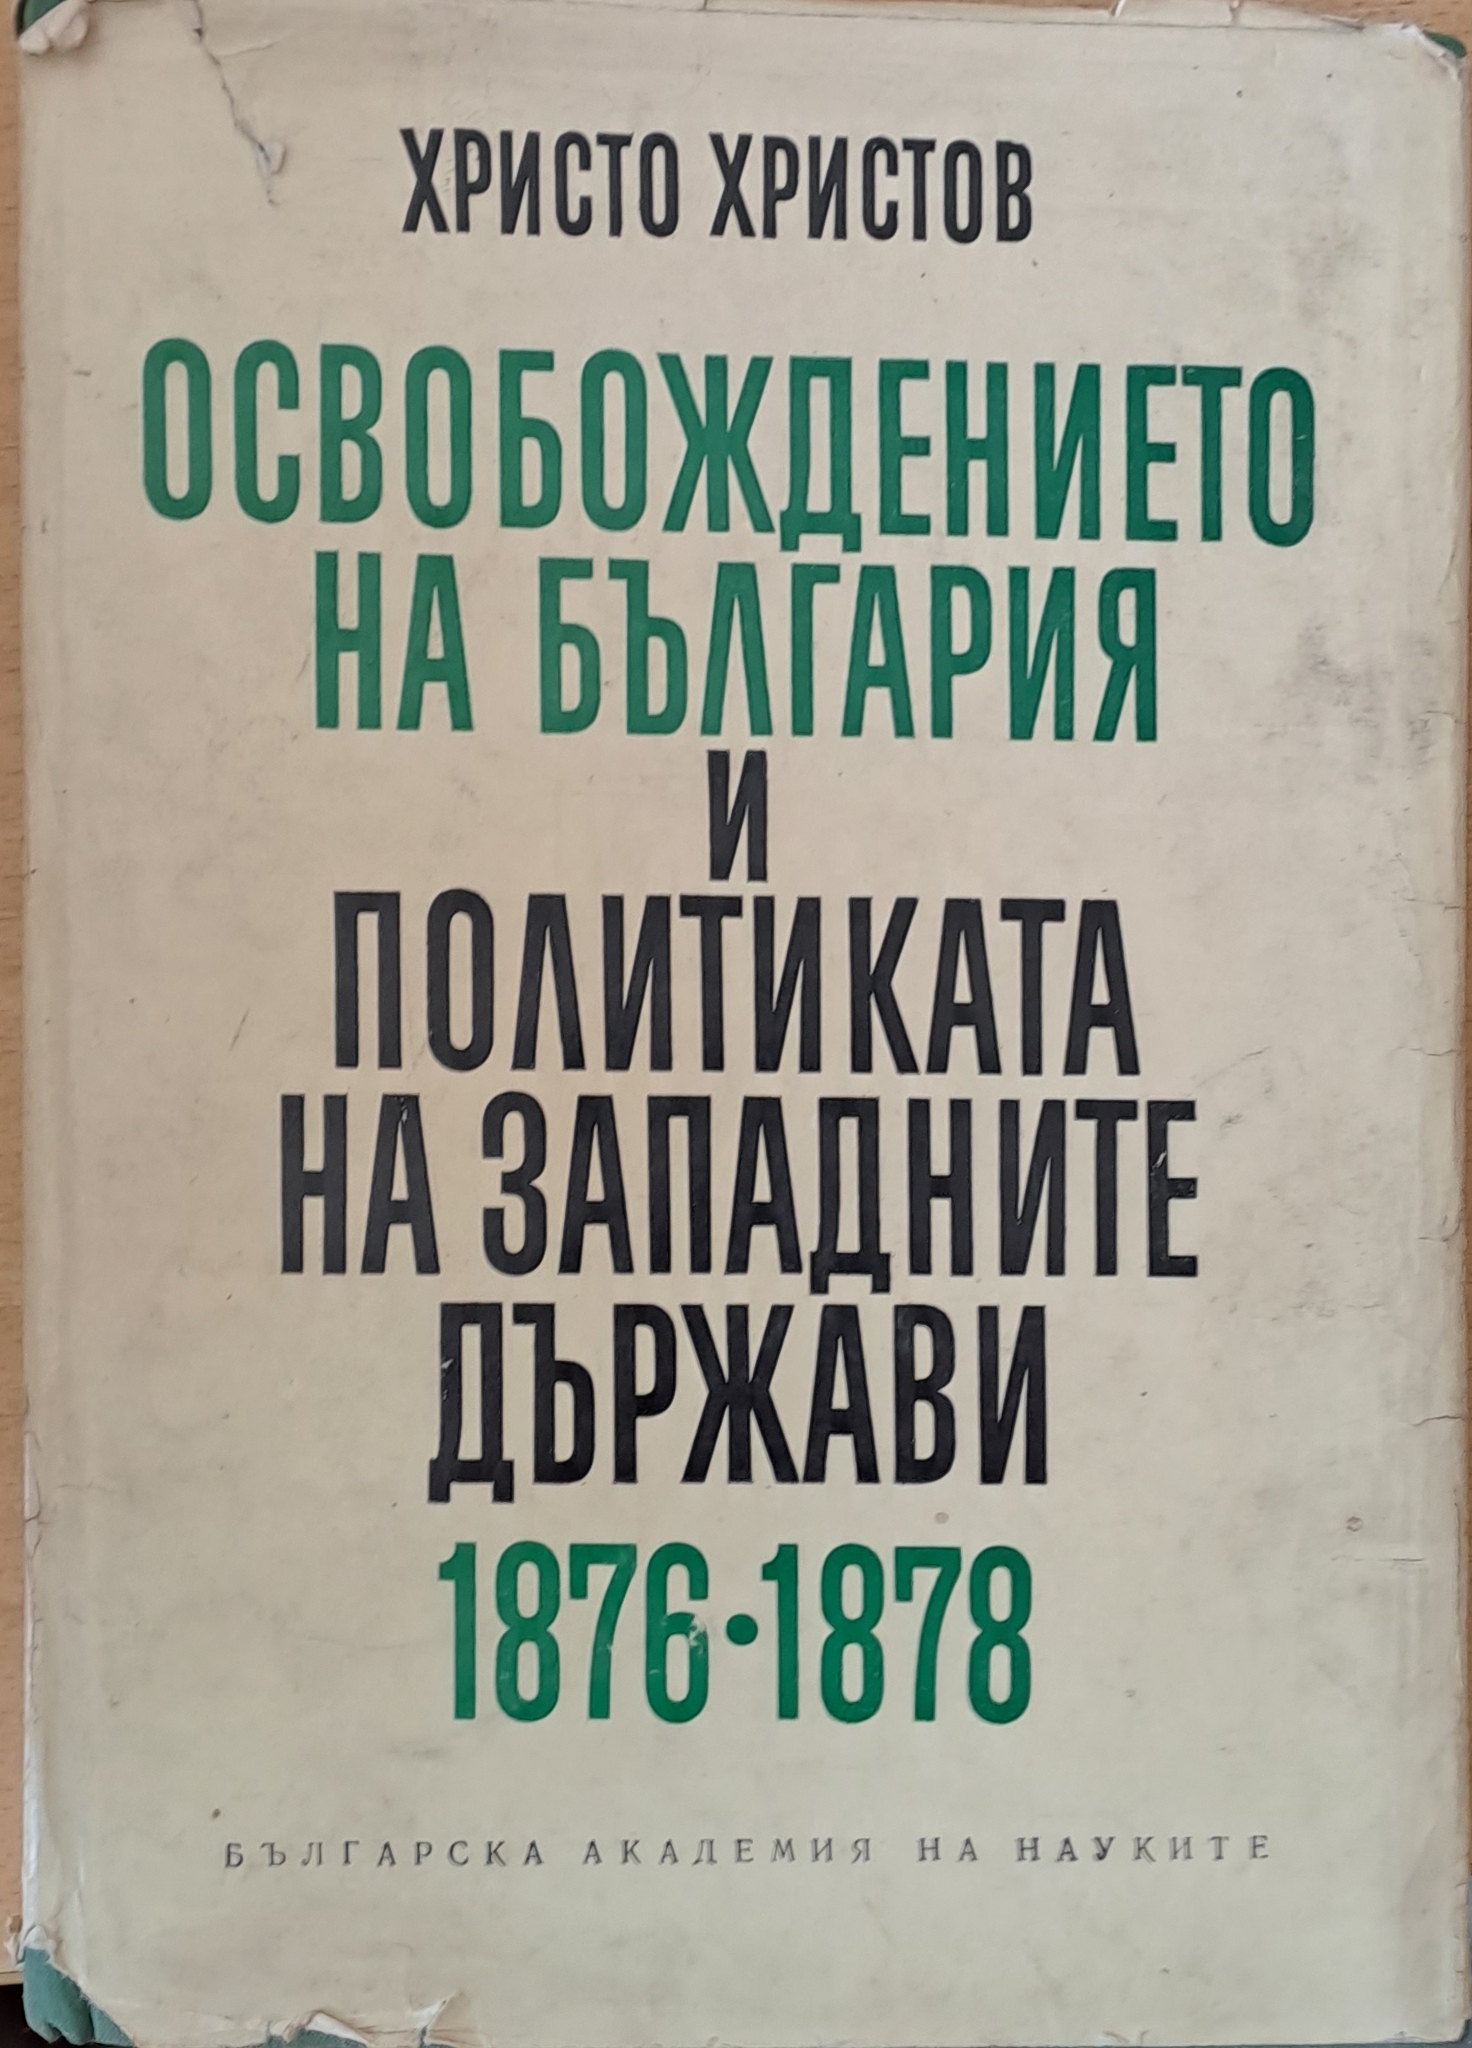 ХРИСТО ХРИСТОВ
ОСВОБОЖДЕНИЕТО
НА БЪЛГАРИЯ
И
ПОЛИТИКАТА
НА ЗАПАДНИТЕ
ДЪРЖАВИ
1876·1878
БЪЛГАРСКА АКАДЕМИЯ НА НАУКИТЕ